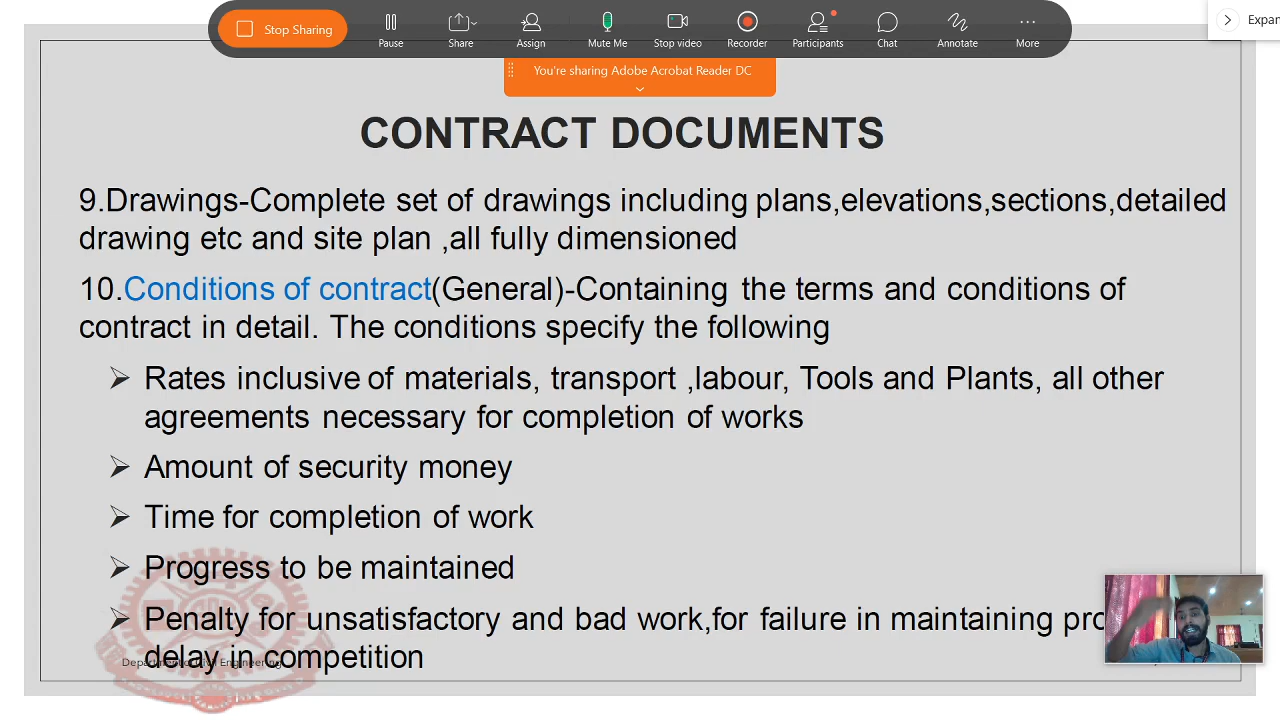 Stop Sharing
Pause
Share
Assign
Mute Me
Stop video
Recorder
Participants
Chat
Annotate
More
Expan
You're sharing Adobe Acrobat Reader DC
CONTRACT DOCUMENTS
9.Drawings-Complete set of drawings including plans,elevations,sections,detailed
drawing etc and site plan ,all fully dimensioned
10.Conditions of contract(General)-Containing the terms and conditions of
contract in detail. The conditions specify the following
➢ Rates inclusive of materials, transport ,labour, Tools and Plants, all other
agreements necessary for completion of works
➢ Amount of security money
➢ Time for completion of work
➢ Progress to be maintained
➢ Penalty for unsatisfactory and bad work,for failure in maintaining pro
delay in competition
Department of Civil Engineering